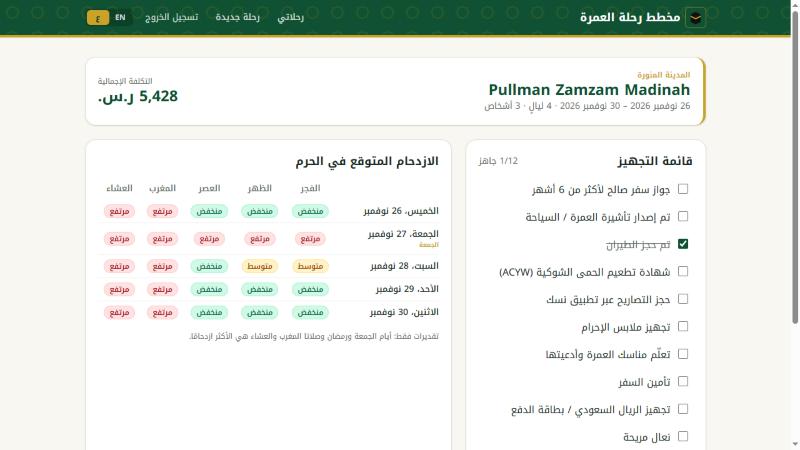 مخطط رحلة العمرة
رحلاتي
رحلة جديدة
تسجيل الخروج
EN
ع
المدينة المنورة
Pullman Zamzam Madinah
26 نوفمبر 2026 – 30 نوفمبر 2026 · 4 ليالٍ · 3 أشخاص
التكلفة الإجمالية
5,428 ر.س.
قائمة التجهيز
1/12 جاهز
جواز سفر صالح لأكثر من 6 أشهر
تم إصدار تأشيرة العمرة / السياحة
تم حجز الطيران
شهادة تطعيم الحمى الشوكية (ACYW)
حجز التصاريح عبر تطبيق نسك
تجهيز ملابس الإحرام
تعلّم مناسك العمرة وأدعيتها
تأمين السفر
تجهيز الريال السعودي / بطاقة الدفع
نعال مريحة
الازدحام المتوقع في الحرم
الفجر الظهر العصر المغرب العشاء
الخميس، 26 نوفمبر منخفض منخفض منخفض مرتفع مرتفع
الجمعة، 27 نوفمبر مرتفع مرتفع مرتفع مرتفع مرتفع
الجمعة
السبت، 28 نوفمبر متوسط متوسط منخفض مرتفع مرتفع
الأحد، 29 نوفمبر منخفض منخفض منخفض مرتفع مرتفع
الاثنين، 30 نوفمبر منخفض منخفض منخفض مرتفع مرتفع
تقديرات فقط: أيام الجمعة ورمضان وصلاتا المغرب والعشاء هي الأكثر ازدحامًا.